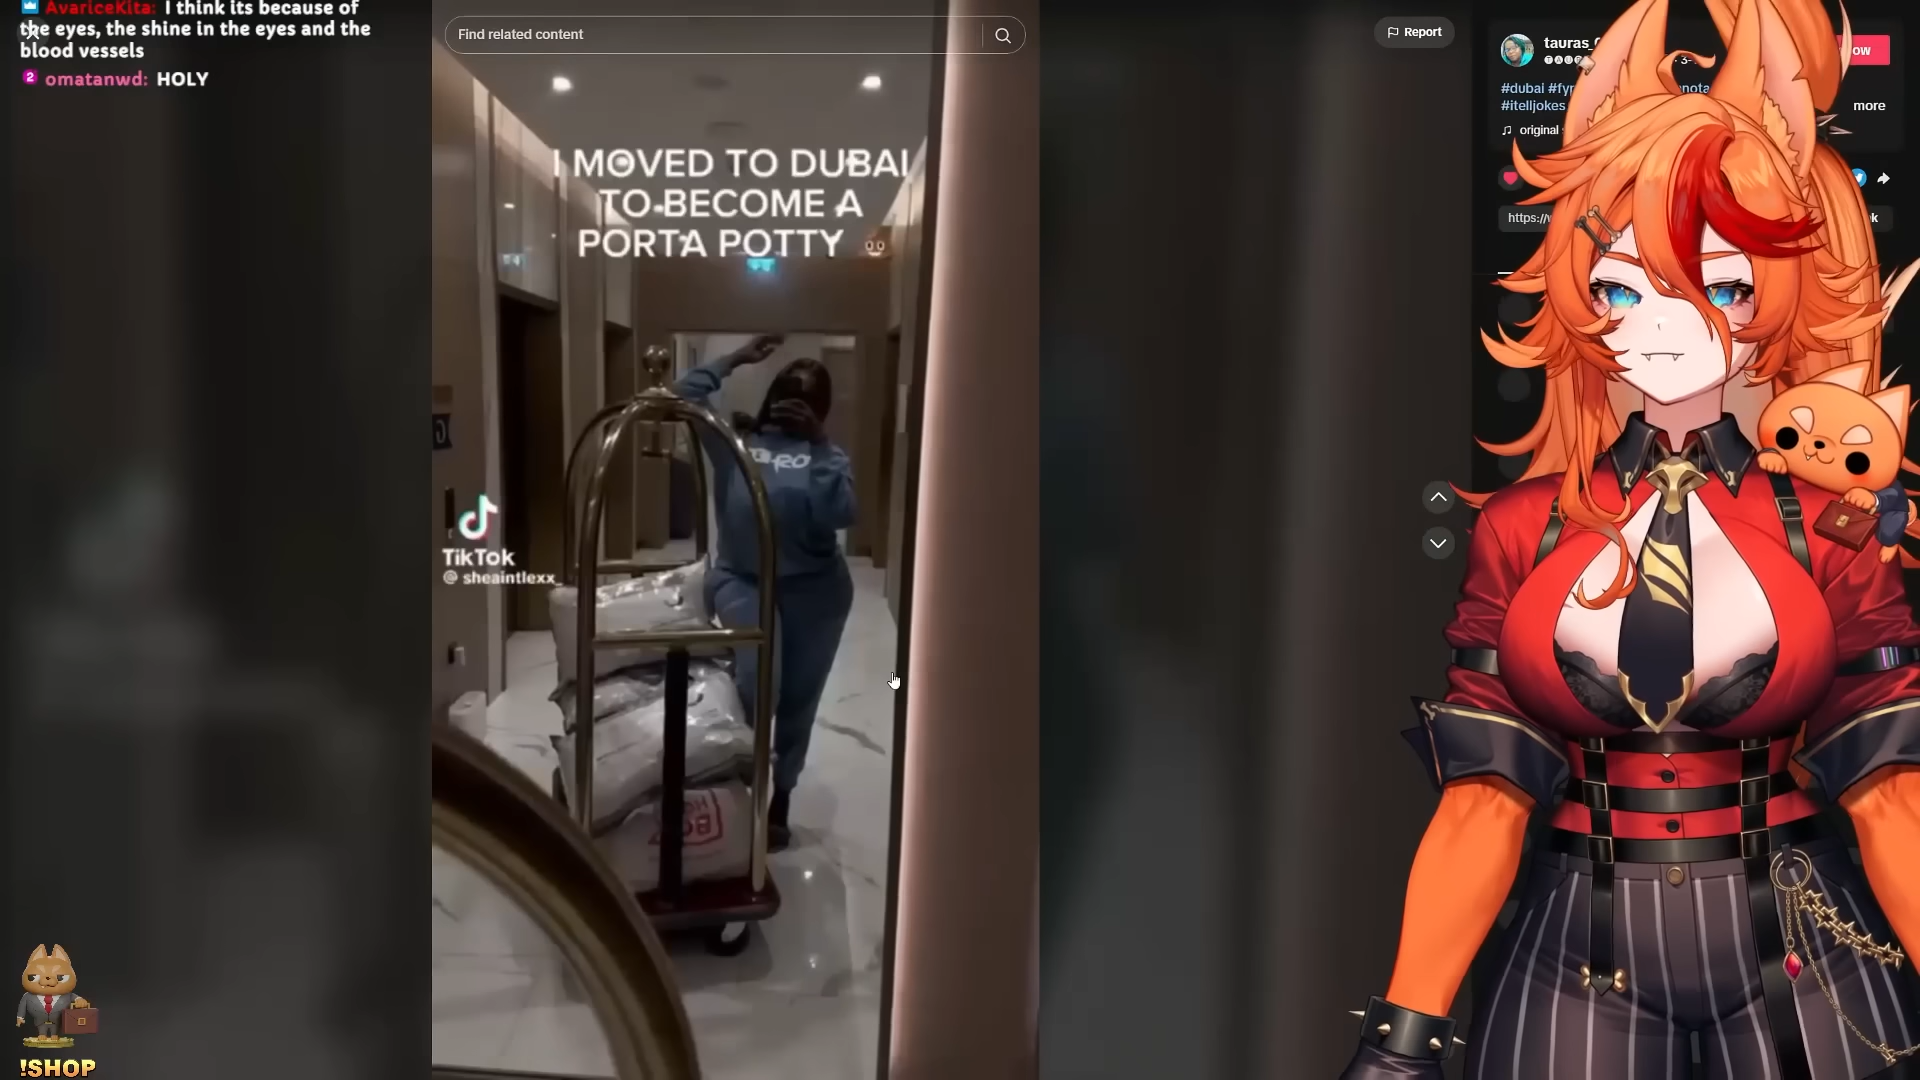 AvariceKita: I think its because of
the eyes, the shine in the eyes and the
blood vessels
2 omatanwd: HOLY
Find related content
Report
I MOVED TO DUBAI
TO BECOME A
PORTA POTTY
TikTok
@ sheaintlexx_
#dubai
#itelljokes
more
original
!SHOP